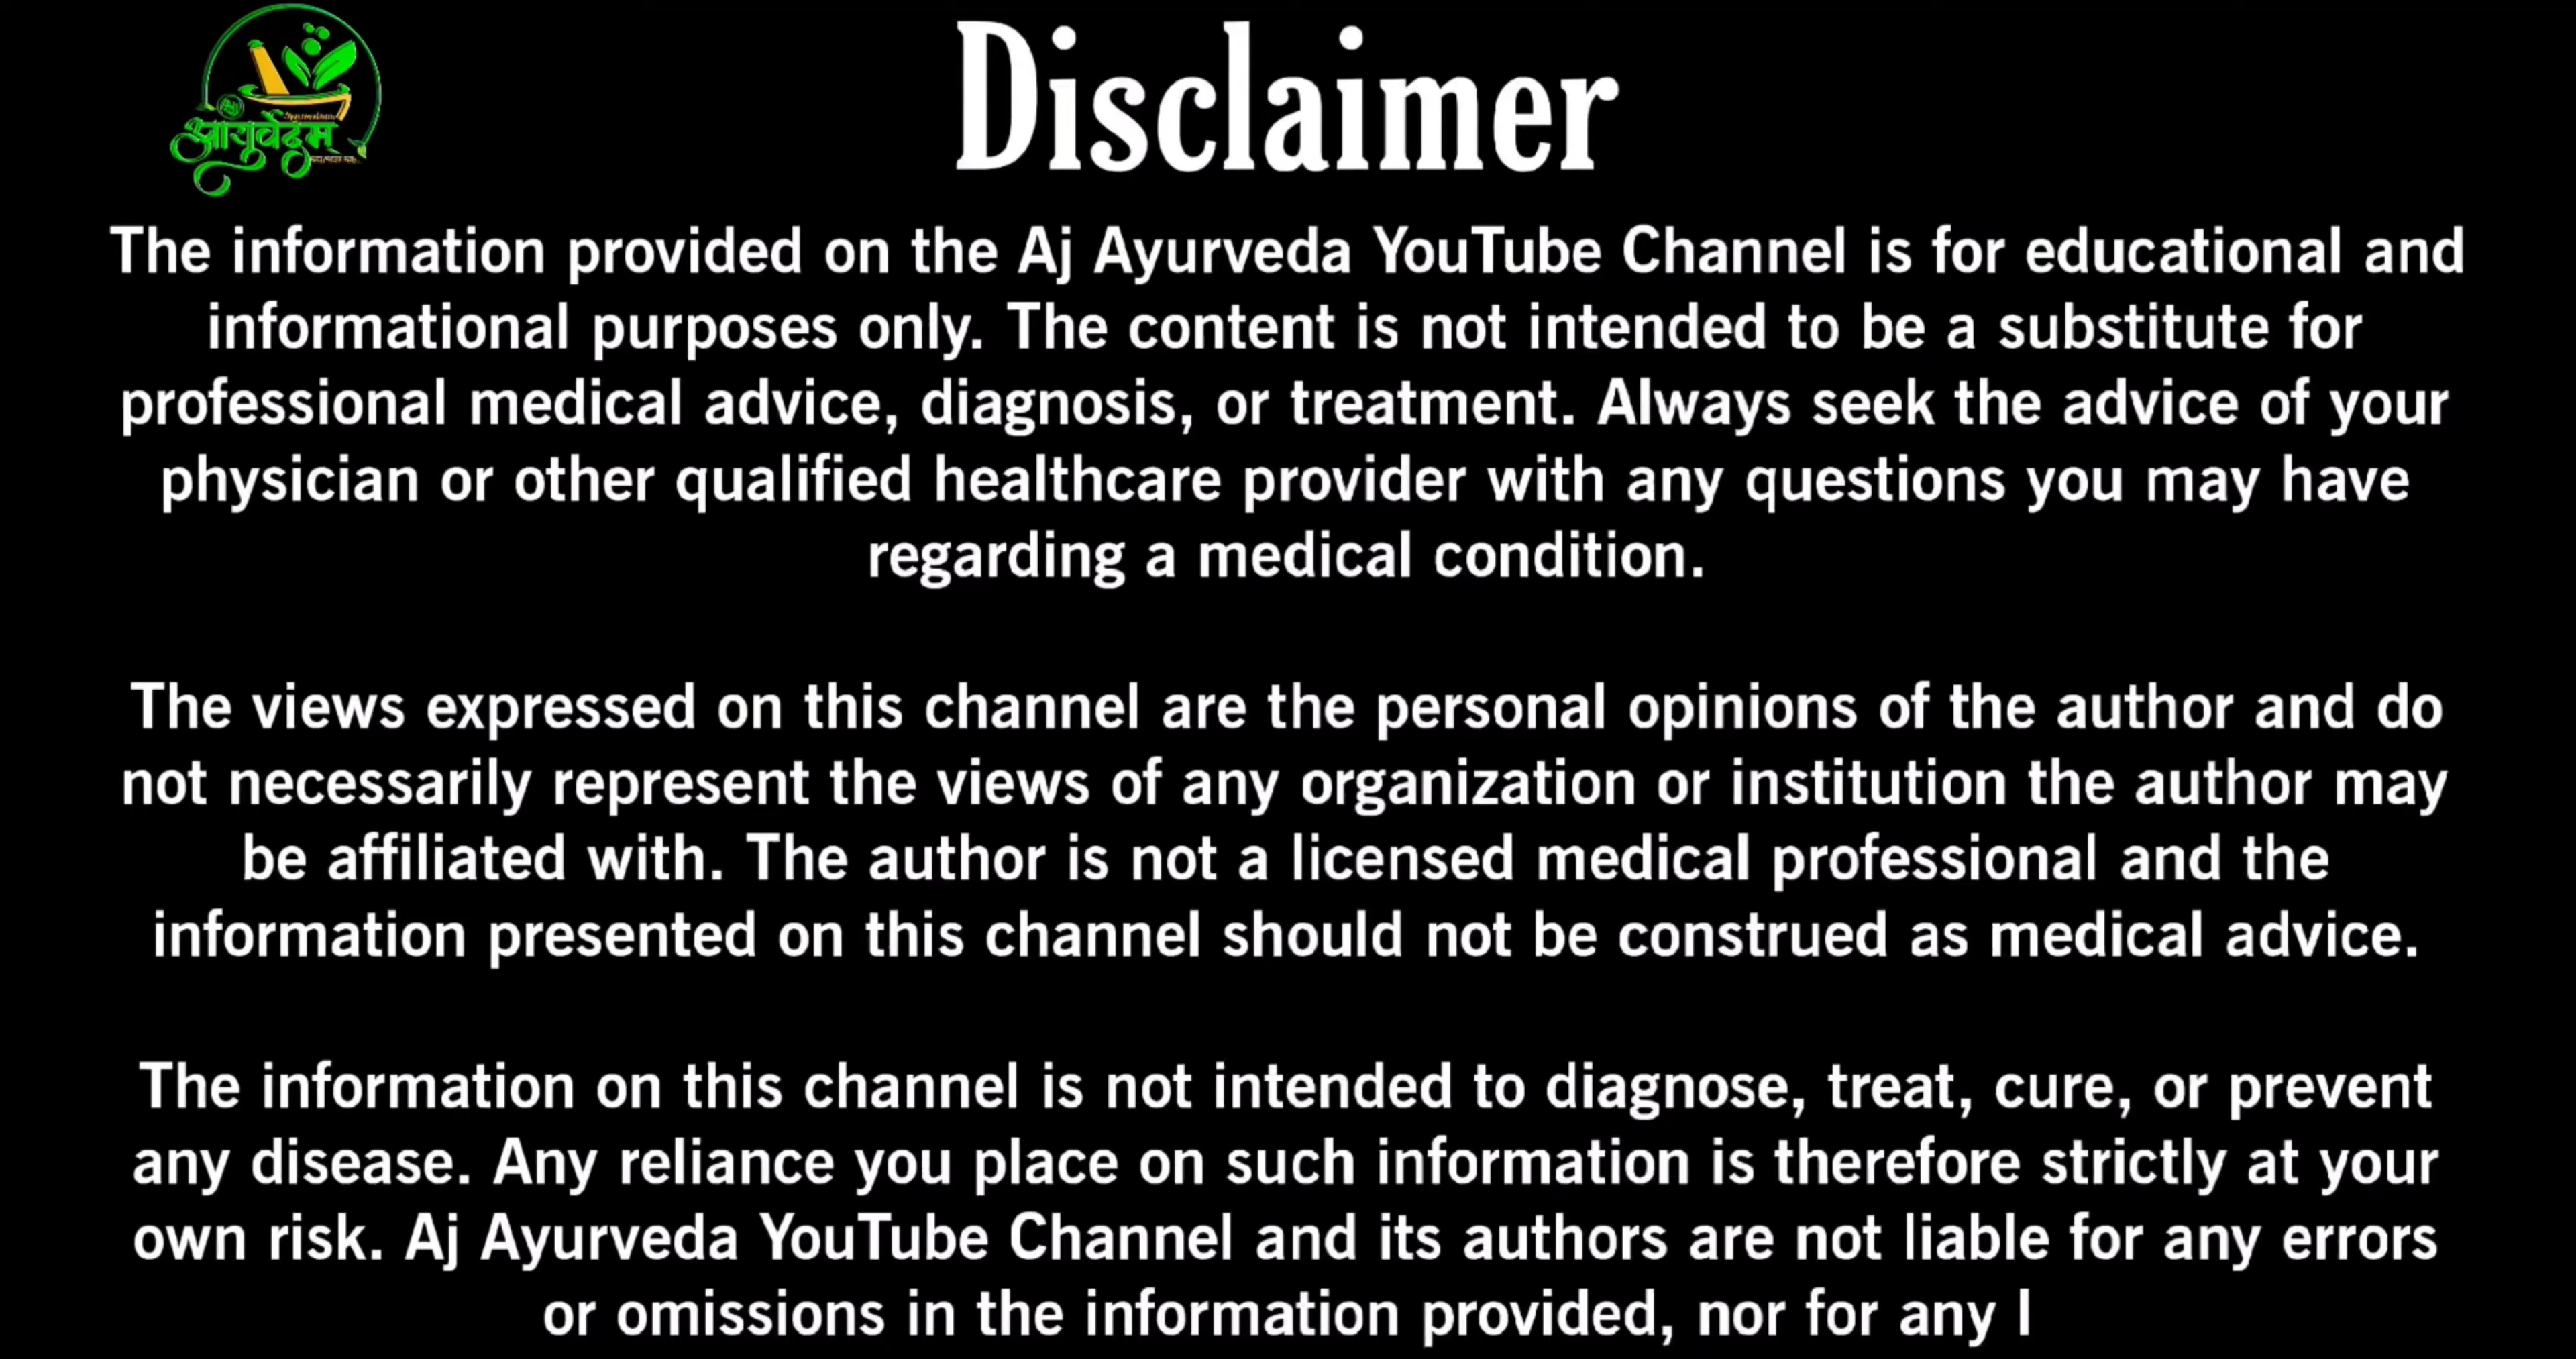 Disclaimer
आयुर्वेदम्
The information provided on the Aj Ayurveda YouTube Channel is for educational and
informational purposes only. The content is not intended to be a substitute for
professional medical advice, diagnosis, or treatment. Always seek the advice of your
physician or other qualified healthcare provider with any questions you may have
regarding a medical condition.
The views expressed on this channel are the personal opinions of the author and do
not necessarily represent the views of any organization or institution the author may
be affiliated with. The author is not a licensed medical professional and the
information presented on this channel should not be construed as medical advice.
The information on this channel is not intended to diagnose, treat, cure, or prevent
any disease. Any reliance you place on such information is therefore strictly at your
own risk. Aj Ayurveda YouTube Channel and its authors are not liable for any errors
or omissions in the information provided, nor for any l